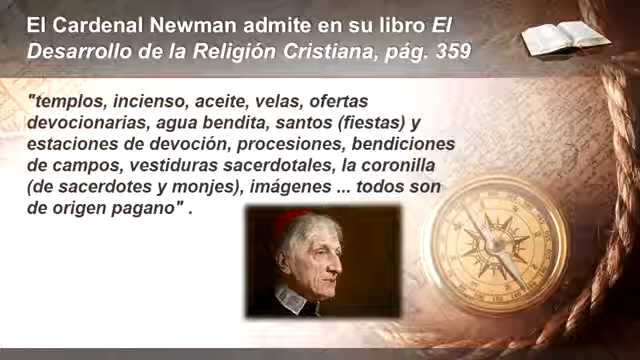 El Cardenal Newman admite en su libro El
Desarrollo de la Religión Cristiana, pág. 359
"templos, incienso, aceite, velas, ofertas
devocionarias, agua bendita, santos (fiestas) y
estaciones de devoción, procesiones, bendiciones
de campos, vestiduras sacerdotales, la coronilla
(de sacerdotes y monjes), imágenes ... todos son
de origen pagano" .